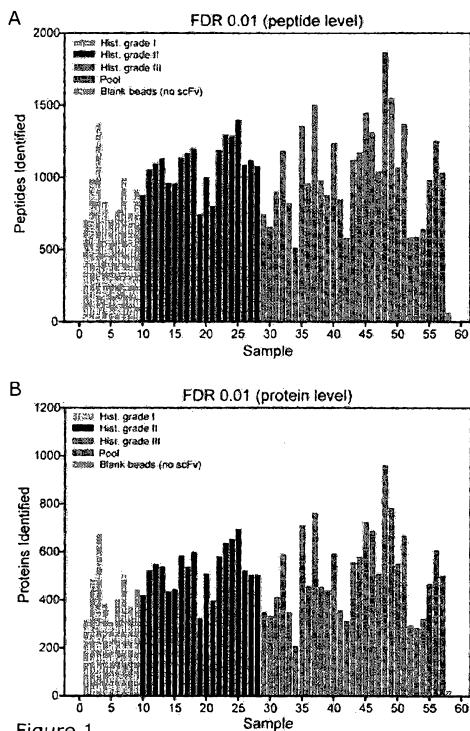 A
FDR 0.01 (peptide level)
2000
1500
1000
500
0
Peptides Identified
Hist. grade I
Hist. grade II
Hist. grade III
Pool
Blank beads (no scFv)
0 5 10 15 20 25 30 35 40 45 50 55 60
Sample
B
FDR 0.01 (protein level)
1200
1000
800
600
400
200
0
Proteins Identified
Hist. grade I
Hist. grade II
Hist. grade III
Pool
Blank beads (no scFv)
0 5 10 15 20 25 30 35 40 45 50 55 60
Sample
Figure 1